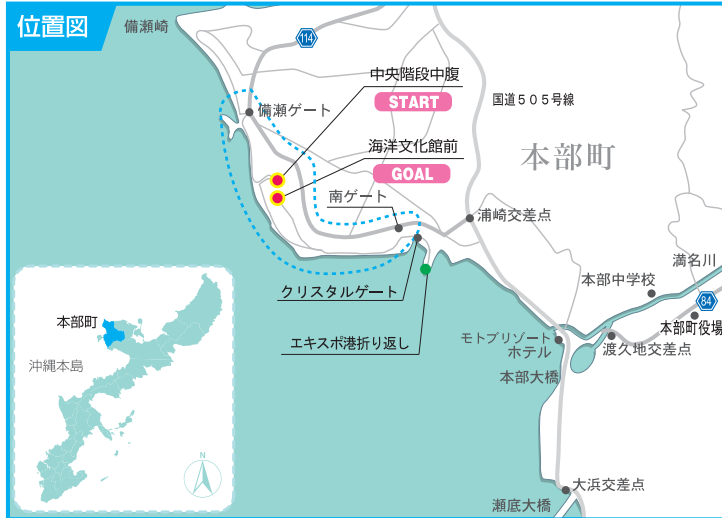 位置図
備瀬崎
114
中央階段中腹
START
国道505号線
備瀬ゲート
海洋文化館前
GOAL
本部町
南ゲート
浦崎交差点
満名川
本部中学校
クリスタルゲート
84
本部町役場
エキスポ港折り返し
モトブリゾート
ホテル
渡久地交差点
本部大橋
大浜交差点
瀬底大橋
本部町
沖縄本島
N